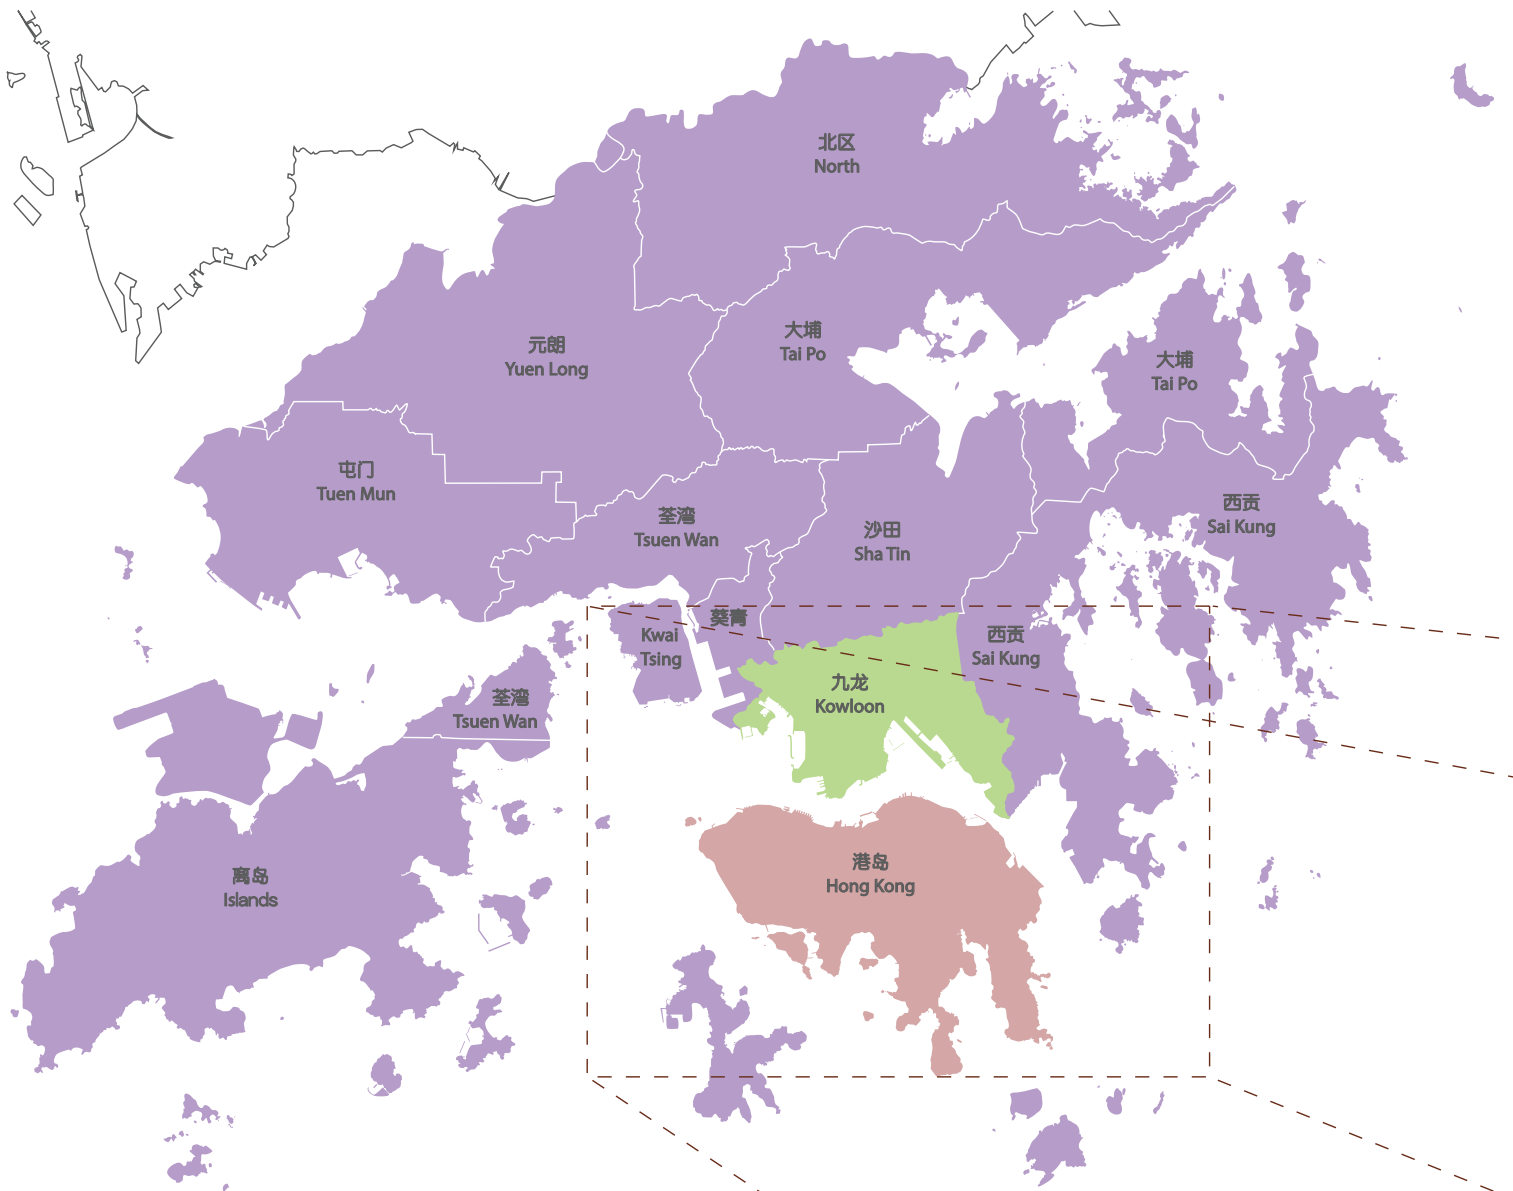 北区
North
大埔
Tai Po
元朗
Yuen Long
大埔
Tai Po
屯门
Tuen Mun
荃湾
Tsuen Wan
沙田
Sha Tin
西贡
Sai Kung
葵青
Kwai
Tsing
西贡
Sai Kung
荃湾
Tsuen Wan
九龙
Kowloon
离岛
Islands
港岛
Hong Kong